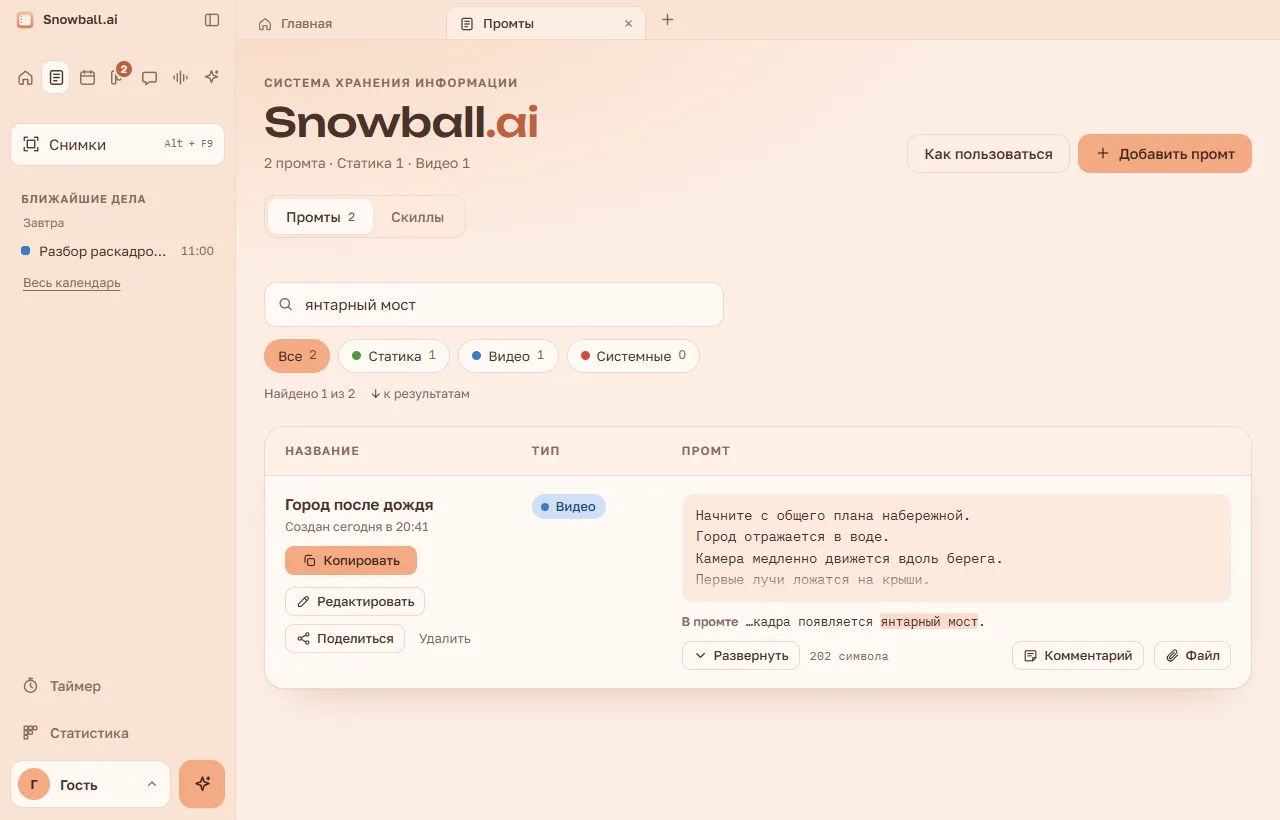 Snowball.ai
Главная
Промты
2
Снимки
Alt + F9
БЛИЖАЙШИЕ ДЕЛА
Завтра
Разбор раскадро...
11:00
Весь календарь
Таймер
Статистика
Г
Гость
СИСТЕМА ХРАНЕНИЯ ИНФОРМАЦИИ
Snowball.ai
2 промта · Статика 1 · Видео 1
Как пользоваться
+ Добавить промт
Промты 2
Скиллы
янтарный мост
Все 2
Статика 1
Видео 1
Системные 0
Найдено 1 из 2
↓ к результатам
НАЗВАНИЕ
ТИП
ПРОМТ
Город после дождя
Создан сегодня в 20:41
Копировать
Редактировать
Поделиться
Удалить
Видео
Начните с общего плана набережной.
Город отражается в воде.
Камера медленно движется вдоль берега.
Первые лучи ложатся на крыши.
В промте …кадра появляется янтарный мост.
Развернуть
202 символа
Комментарий
Файл